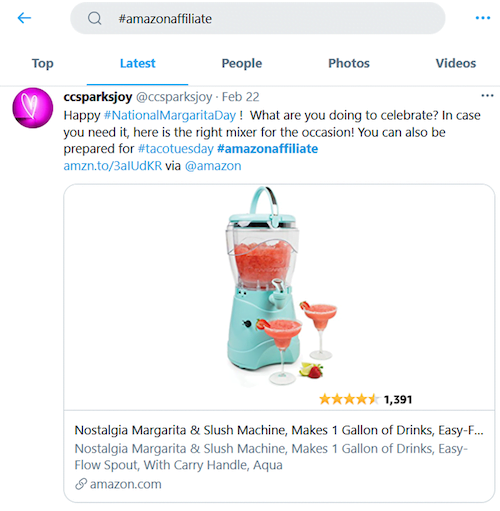 #amazonaffiliate
Top Latest People Photos Videos
ccsparksjoy @ccsparksjoy · Feb 22
Happy #NationalMargaritaDay ! What are you doing to celebrate? In case
you need it, here is the right mixer for the occasion! You can also be
prepared for #tacotuesday #amazonaffiliate
amzn.to/3aIUdKR via @amazon
1,391
Nostalgia Margarita & Slush Machine, Makes 1 Gallon of Drinks, Easy-F...
Nostalgia Margarita & Slush Machine, Makes 1 Gallon of Drinks, Easy-
Flow Spout, With Carry Handle, Aqua
amazon.com